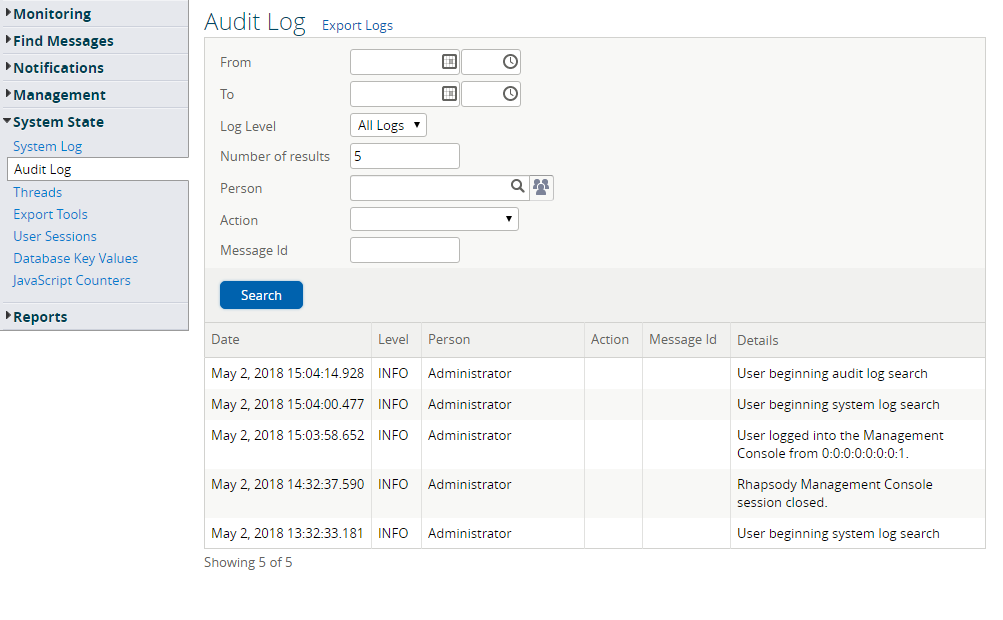 Monitoring
Find Messages
Notifications
Management
System State
System Log
Audit Log
Threads
Export Tools
User Sessions
Database Key Values
JavaScript Counters
Reports
Audit Log Export Logs
From
To
Log Level All Logs
Number of results 5
Person
Action
Message Id
Search
Date Level Person Action Message Id Details
May 2, 2018 15:04:14.928 INFO Administrator User beginning audit log search
May 2, 2018 15:04:00.477 INFO Administrator User beginning system log search
May 2, 2018 15:03:58.652 INFO Administrator User logged into the Management
Console from 0:0:0:0:0:0:0:1.
May 2, 2018 14:32:37.590 INFO Administrator Rhapsody Management Console
session closed.
May 2, 2018 13:32:33.181 INFO Administrator User beginning system log search
Showing 5 of 5